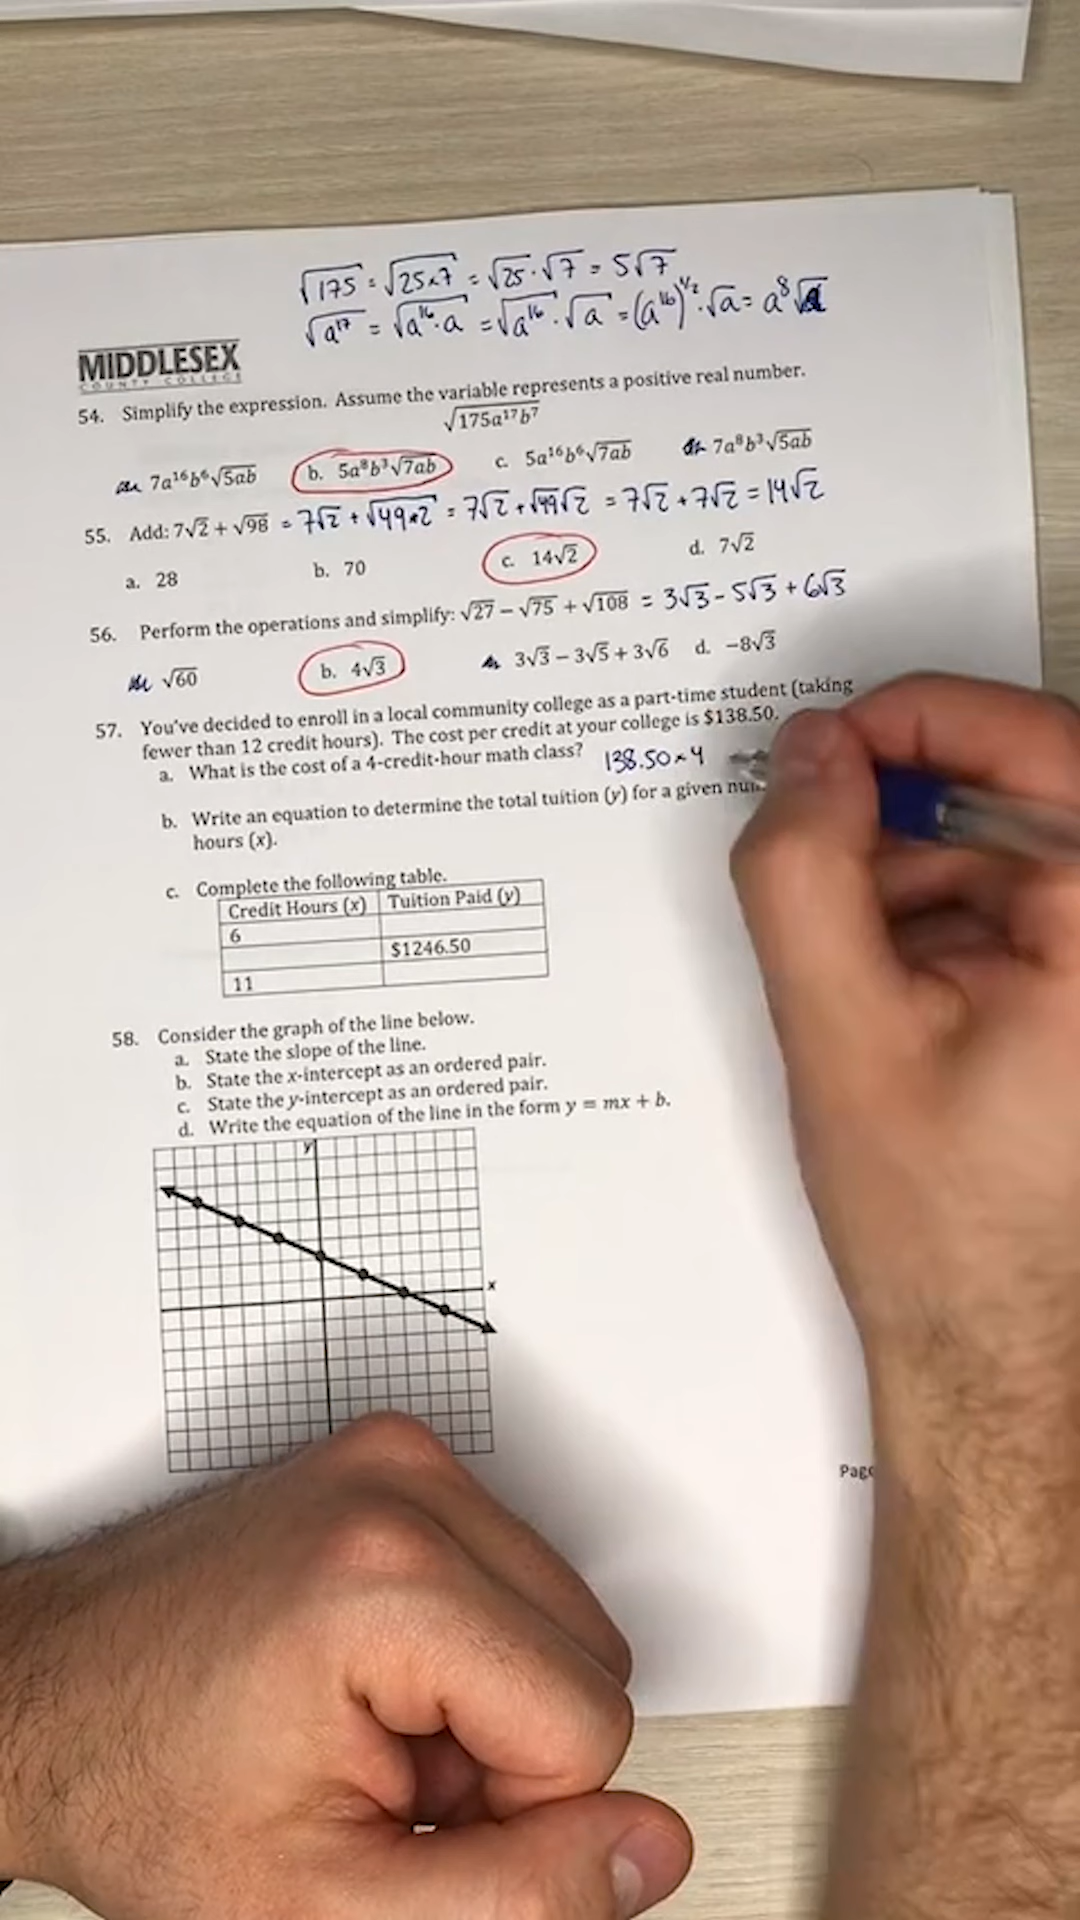 √175 = √25×7 = √25·√7 = 5√7
√a¹⁷ = √a¹⁶·a = √a¹⁶·√a = (a¹⁶)^½·√a = a⁸√a
MIDDLESEX
COUNTY COLLEGE
54. Simplify the expression. Assume the variable represents a positive real number.
√175a¹⁷b⁷
7a¹⁶b⁶√5ab b. 5a⁸b³√7ab c. 5a¹⁶b⁶√7ab 7a⁸b³√5ab
55. Add: 7√2 + √98 = 7√2 + √49×2 = 7√2 + √49√2 = 7√2 + 7√2 = 14√2
a. 28 b. 70 c. 14√2 d. 7√2
56. Perform the operations and simplify: √27 − √75 + √108 = 3√3 - 5√3 + 6√3
√60 b. 4√3 3√3 − 3√5 + 3√6 d. −8√3
57. You've decided to enroll in a local community college as a part-time student (taking
fewer than 12 credit hours). The cost per credit at your college is $138.50.
a. What is the cost of a 4-credit-hour math class? 138.50×4
b. Write an equation to determine the total tuition (y) for a given
hours (x).
c. Complete the following table.
Credit Hours (x) Tuition Paid (y)
6
$1246.50
11
58. Consider the graph of the line below.
a. State the slope of the line.
b. State the x-intercept as an ordered pair.
c. State the y-intercept as an ordered pair.
d. Write the equation of the line in the form y = mx + b.
y
x